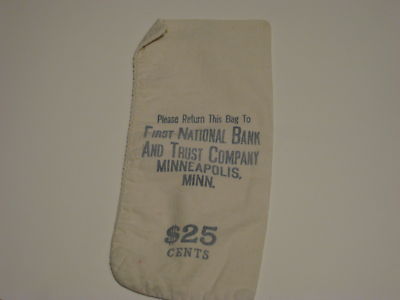 Please Return This Bag To
First National Bank
And Trust Company
Minneapolis,
Minn.
$25
Cents